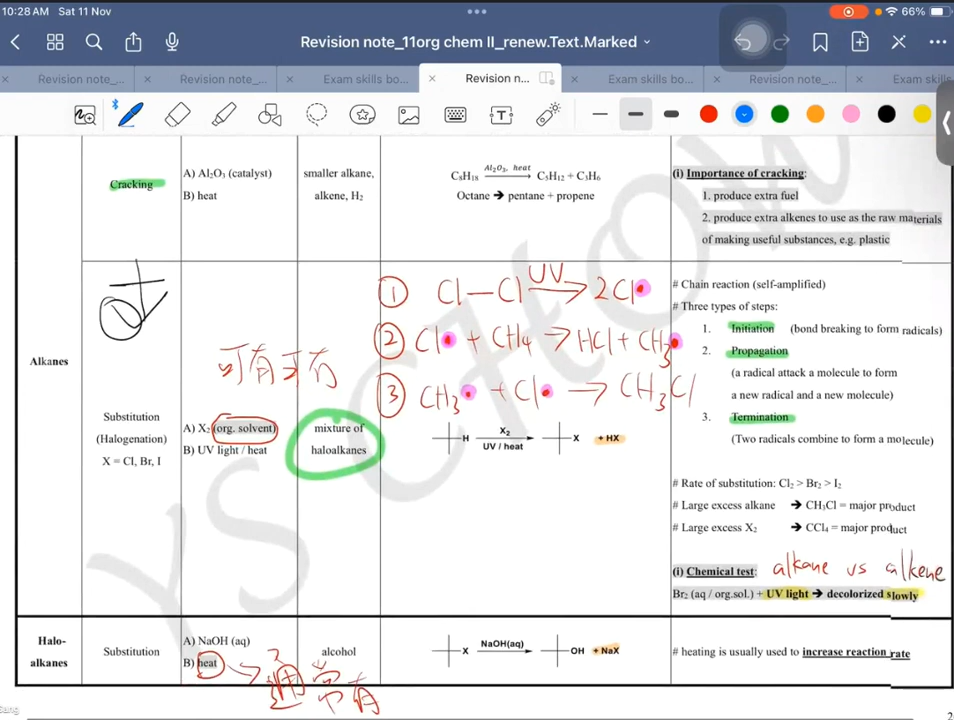 10:28 AM Sat 11 Nov
66%
Revision note_11org chem II_renew.Text.Marked
Revision note_...
Revision note_...
Exam skills bo...
Revision n...
Exam skills bo...
Revision note_...
Exam skills
Alkanes
Cracking
A) Al₂O₃ (catalyst)
B) heat
smaller alkane,
alkene, H₂
Al₂O₃, heat
C₈H₁₈ → C₅H₁₂ + C₃H₆
Octane → pentane + propene
(i) Importance of cracking:
1. produce extra fuel
2. produce extra alkenes to use as the raw materials
of making useful substances, e.g. plastic
可有可冇
Substitution
(Halogenation)
X = Cl, Br, I
A) X₂ (org. solvent)
B) UV light / heat
mixture of
haloalkanes
① Cl—Cl UV → 2Cl•
② Cl• + CH₄ → HCl + CH₃•
③ CH₃• + Cl• → CH₃Cl
H X₂ X + HX
UV / heat
# Chain reaction (self-amplified)
# Three types of steps:
1. Initiation (bond breaking to form radicals)
2. Propagation
(a radical attack a molecule to form
a new radical and a new molecule)
3. Termination
(Two radicals combine to form a molecule)
# Rate of substitution: Cl₂ > Br₂ > I₂
# Large excess alkane → CH₃Cl = major product
# Large excess X₂ → CCl₄ = major product
(i) Chemical test: alkane vs alkene
Br₂ (aq / org.sol.) + UV light → decolorized slowly
Halo-
alkanes
Substitution
A) NaOH (aq)
B) heat → 通常有
alcohol
X NaOH(aq) OH + NaX
# heating is usually used to increase reaction rate
YS CHOW
2